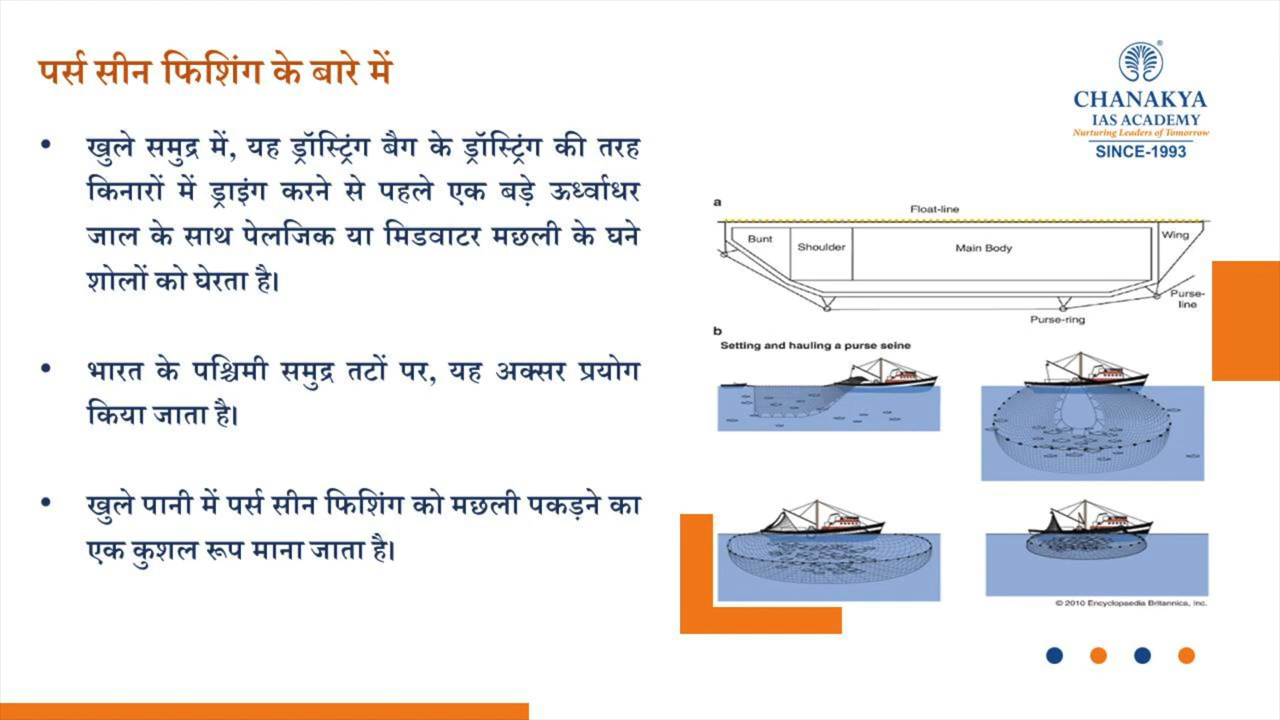 पर्स सीन फिशिंग के बारे में
• खुले समुद्र में, यह ड्रॉस्ट्रिंग बैग के ड्रॉस्ट्रिंग की तरह
किनारों में ड्राइंग करने से पहले एक बड़े ऊर्ध्वाधर
जाल के साथ पेलजिक या मिडवाटर मछली के घने
शोलों को घेरता है।
• भारत के पश्चिमी समुद्र तटों पर, यह अक्सर प्रयोग
किया जाता है।
• खुले पानी में पर्स सीन फिशिंग को मछली पकड़ने का
एक कुशल रूप माना जाता है।
®
CHANAKYA
IAS ACADEMY
Nurturing Leaders of Tomorrow
SINCE-1993
a
Float-line
Bunt
Shoulder
Main Body
Wing
Purse-
line
Purse-ring
b
Setting and hauling a purse seine
© 2010 Encyclopaedia Britannica, Inc.